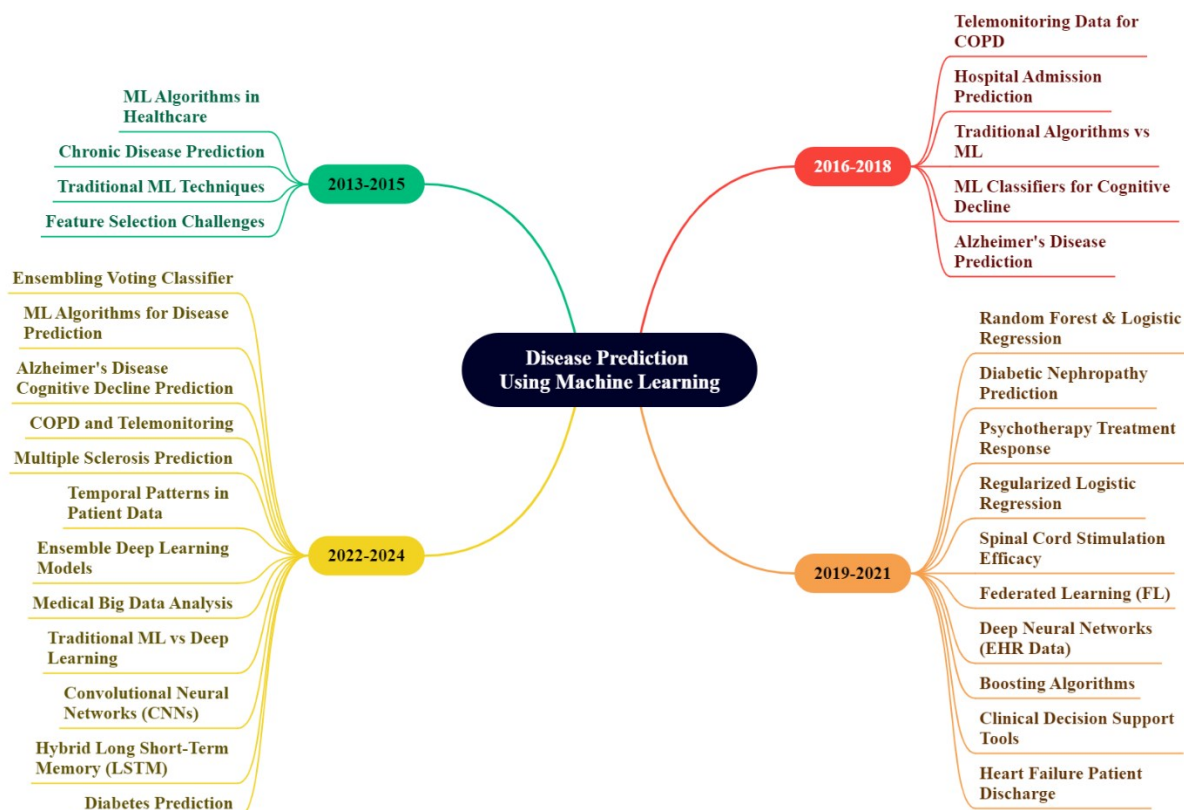 Disease Prediction
Using Machine Learning
2013-2015
ML Algorithms in
Healthcare
Chronic Disease Prediction
Traditional ML Techniques
Feature Selection Challenges
2016-2018
Telemonitoring Data for
COPD
Hospital Admission
Prediction
Traditional Algorithms vs
ML
ML Classifiers for Cognitive
Decline
Alzheimer's Disease
Prediction
2019-2021
Random Forest & Logistic
Regression
Diabetic Nephropathy
Prediction
Psychotherapy Treatment
Response
Regularized Logistic
Regression
Spinal Cord Stimulation
Efficacy
Federated Learning (FL)
Deep Neural Networks
(EHR Data)
Boosting Algorithms
Clinical Decision Support
Tools
Heart Failure Patient
Discharge
2022-2024
Ensembling Voting Classifier
ML Algorithms for Disease
Prediction
Alzheimer's Disease
Cognitive Decline Prediction
COPD and Telemonitoring
Multiple Sclerosis Prediction
Temporal Patterns in
Patient Data
Ensemble Deep Learning
Models
Medical Big Data Analysis
Traditional ML vs Deep
Learning
Convolutional Neural
Networks (CNNs)
Hybrid Long Short-Term
Memory (LSTM)
Diabetes Prediction